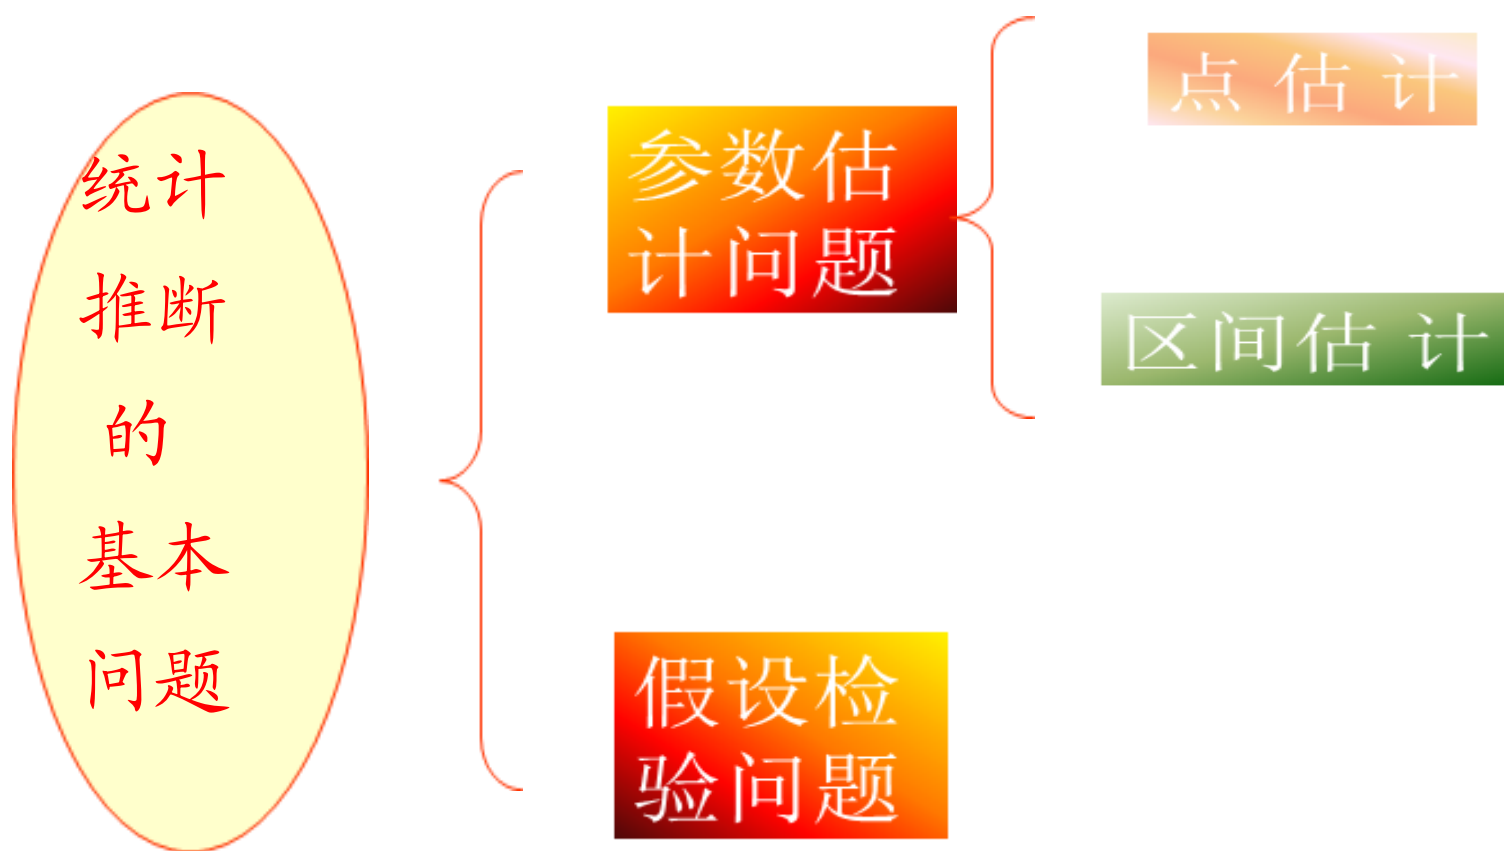 统计
推断
的
基本
问题
参数估
计问题
点 估 计
区间估 计
假设检
验问题